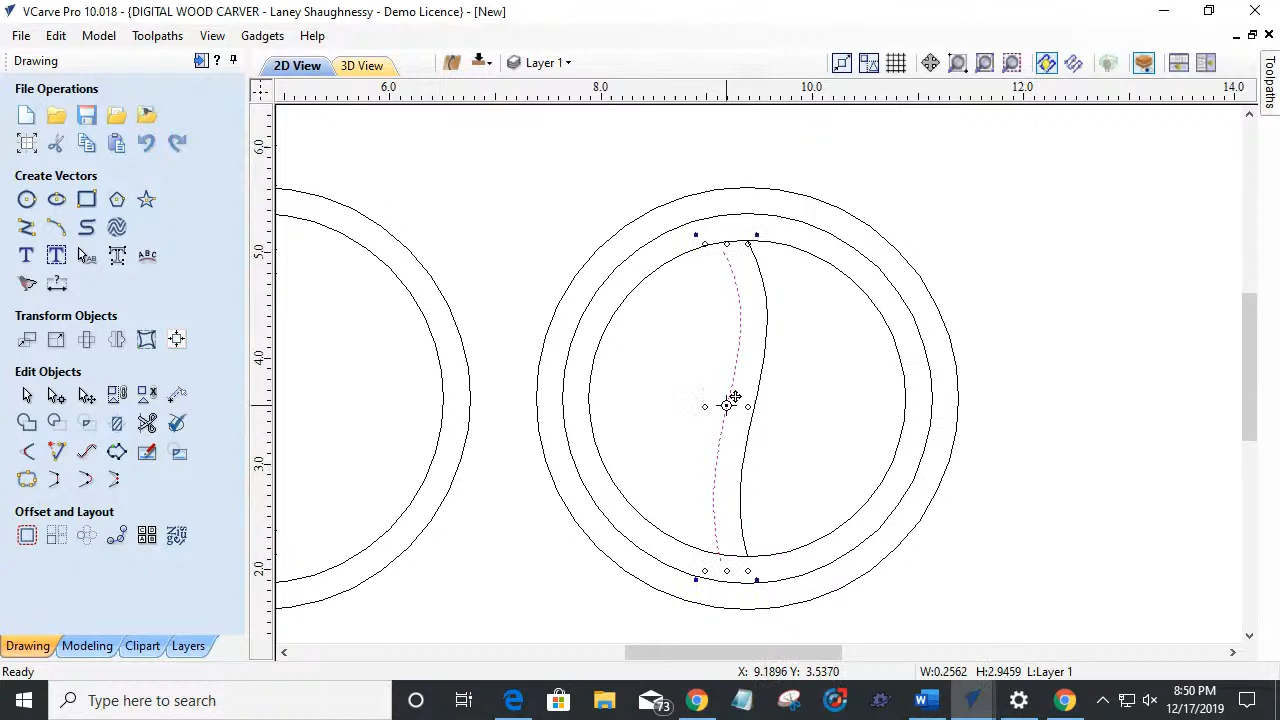 VCarve Pro 10.018 - {DIGITAL WOOD CARVER - Laney Shaughnessy - Demo Licence} - [New]
File Edit Model Toolpaths View Gadgets Help
Drawing
2D View 3D View Layer 1
Toolpaths
File Operations
Create Vectors
Transform Objects
Edit Objects
Offset and Layout
6.0 8.0 10.0 12.0 14.0
6.0
5.0
4.0
3.0
2.0
Drawing Modeling Clipart Layers
Ready X: 9.1896 Y: 3.5370 W:0.2562 H:2.9459 L:Layer 1
Type here to search
73
8:50 PM
12/17/2019